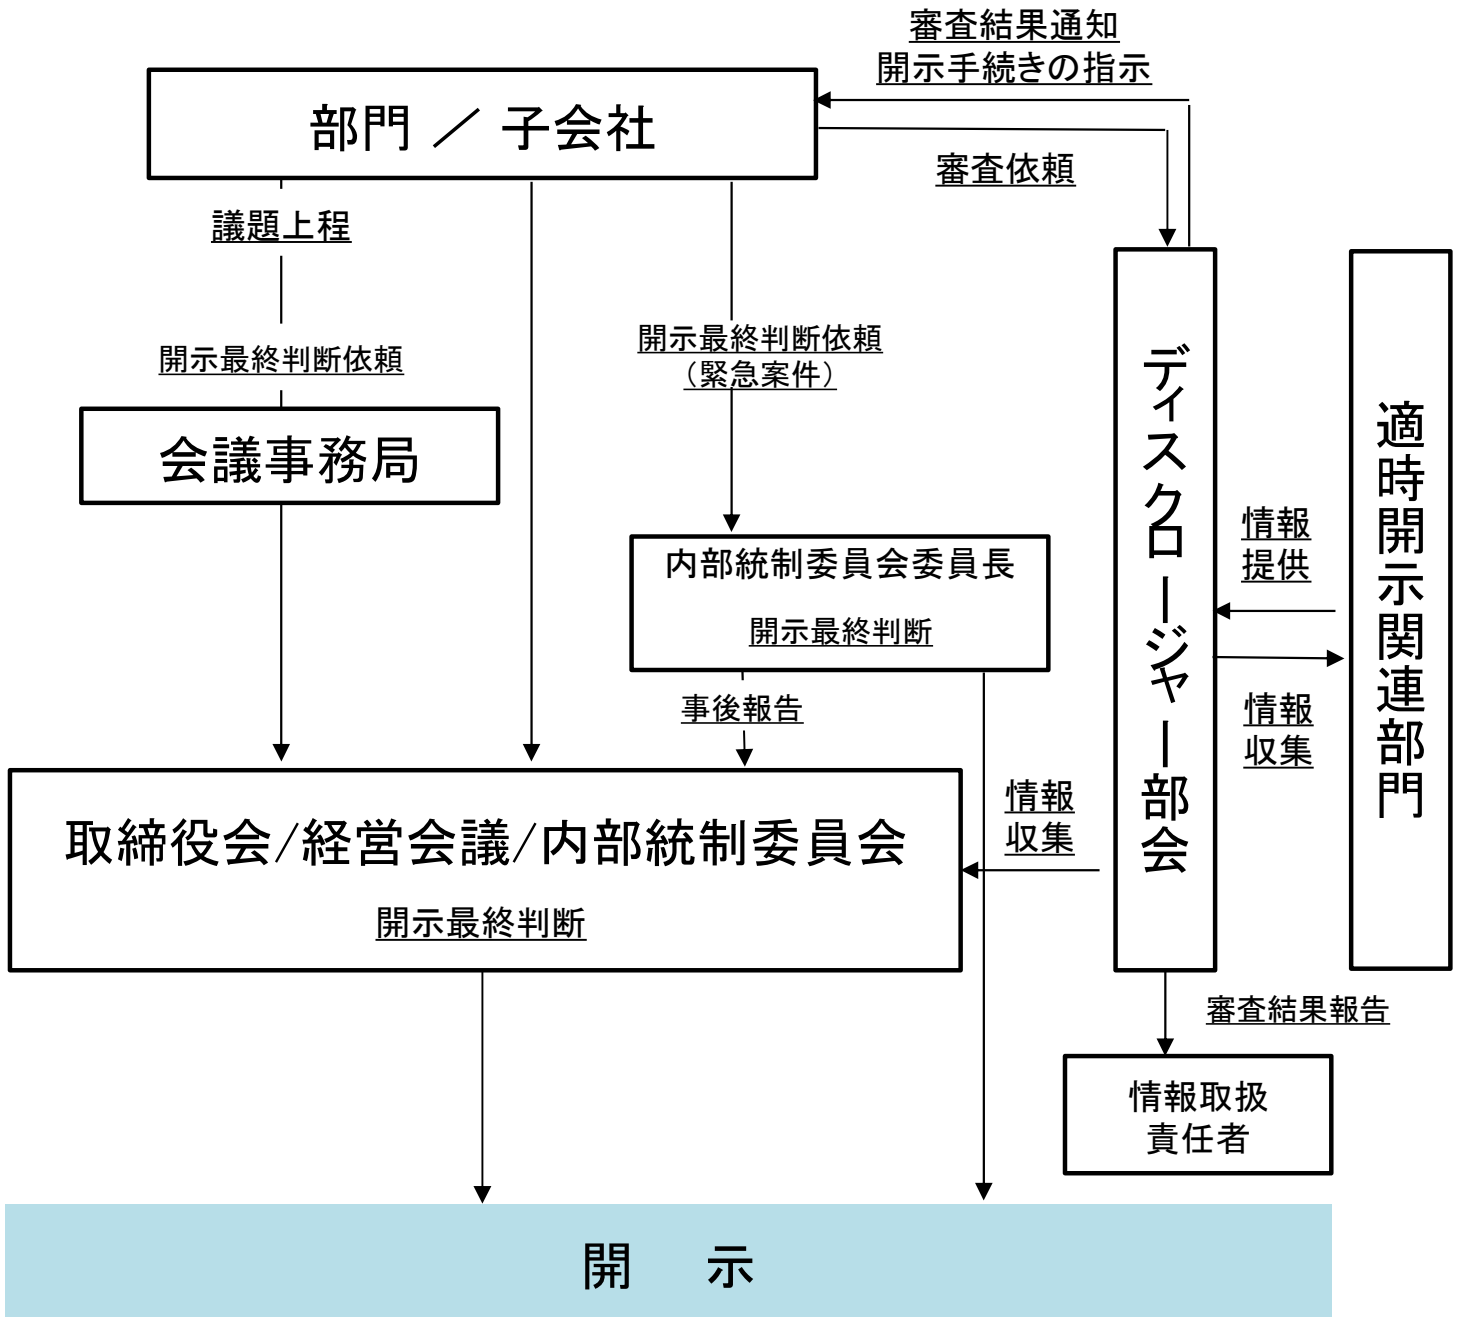 審査結果通知
開示手続きの指示
部門 ／ 子会社
審査依頼
議題上程
開示最終判断依頼
（緊急案件）
開示最終判断依頼
会議事務局
内部統制委員会委員長
開示最終判断
事後報告
ディスクロージャー部会
適時開示関連部門
情報
提供
情報
収集
情報
収集
取締役会/経営会議/内部統制委員会
開示最終判断
審査結果報告
情報取扱
責任者
開 示